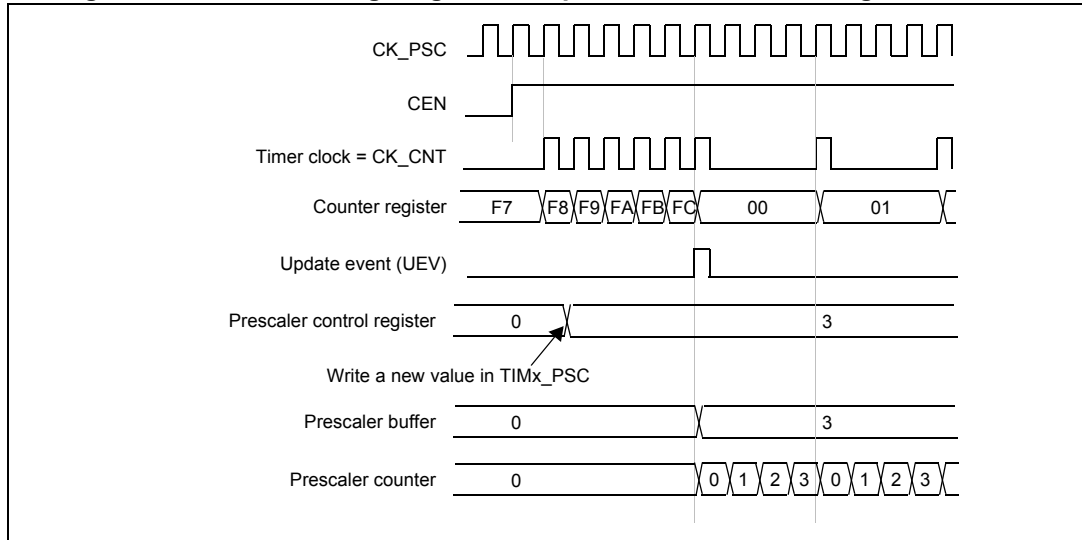 CK_PSC
CEN
Timer clock = CK_CNT
Counter register F7 F8 F9 FA FB FC 00 01
Update event (UEV)
Prescaler control register 0 3
Write a new value in TIMx_PSC
Prescaler buffer 0 3
Prescaler counter 0 0 1 2 3 0 1 2 3